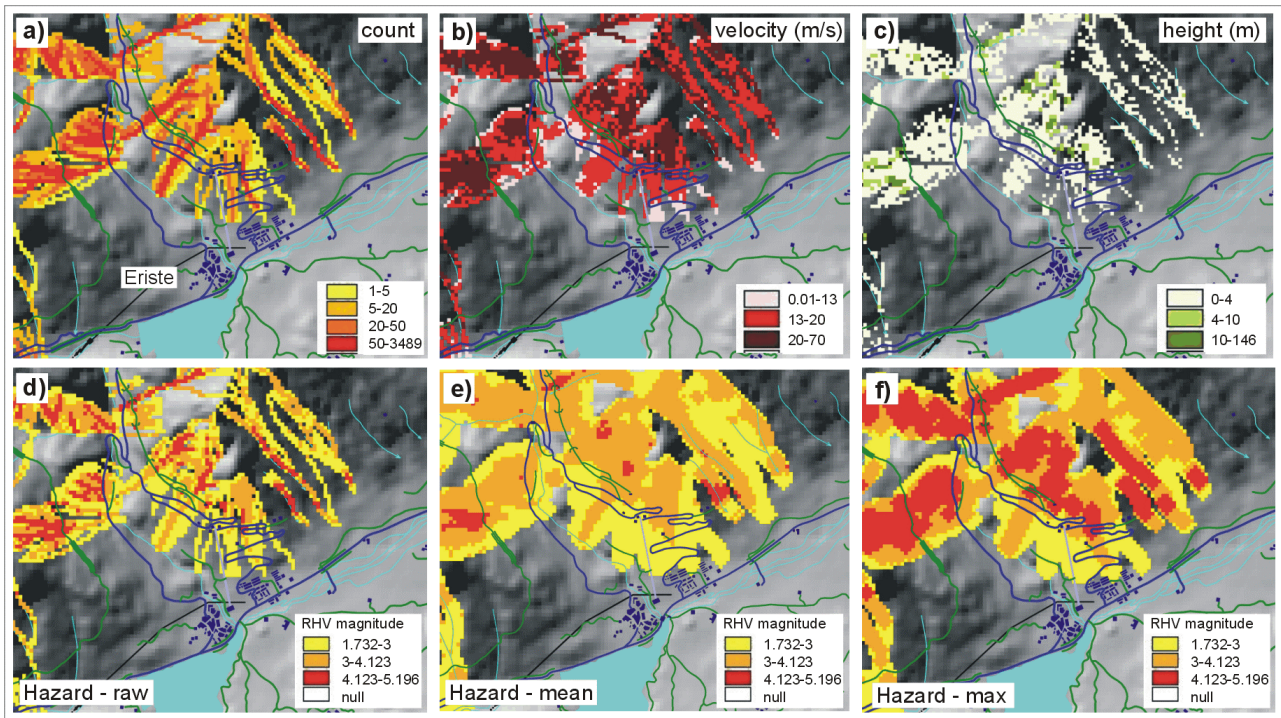 a)
count
Eriste
1-5
5-20
20-50
50-3489
b)
velocity (m/s)
0.01-13
13-20
20-70
c)
height (m)
0-4
4-10
10-146
d)
RHV magnitude
1.732-3
3-4.123
4.123-5.196
null
Hazard - raw
e)
RHV magnitude
1.732-3
3-4.123
4.123-5.196
null
Hazard - mean
f)
RHV magnitude
1.732-3
3-4.123
4.123-5.196
null
Hazard - max